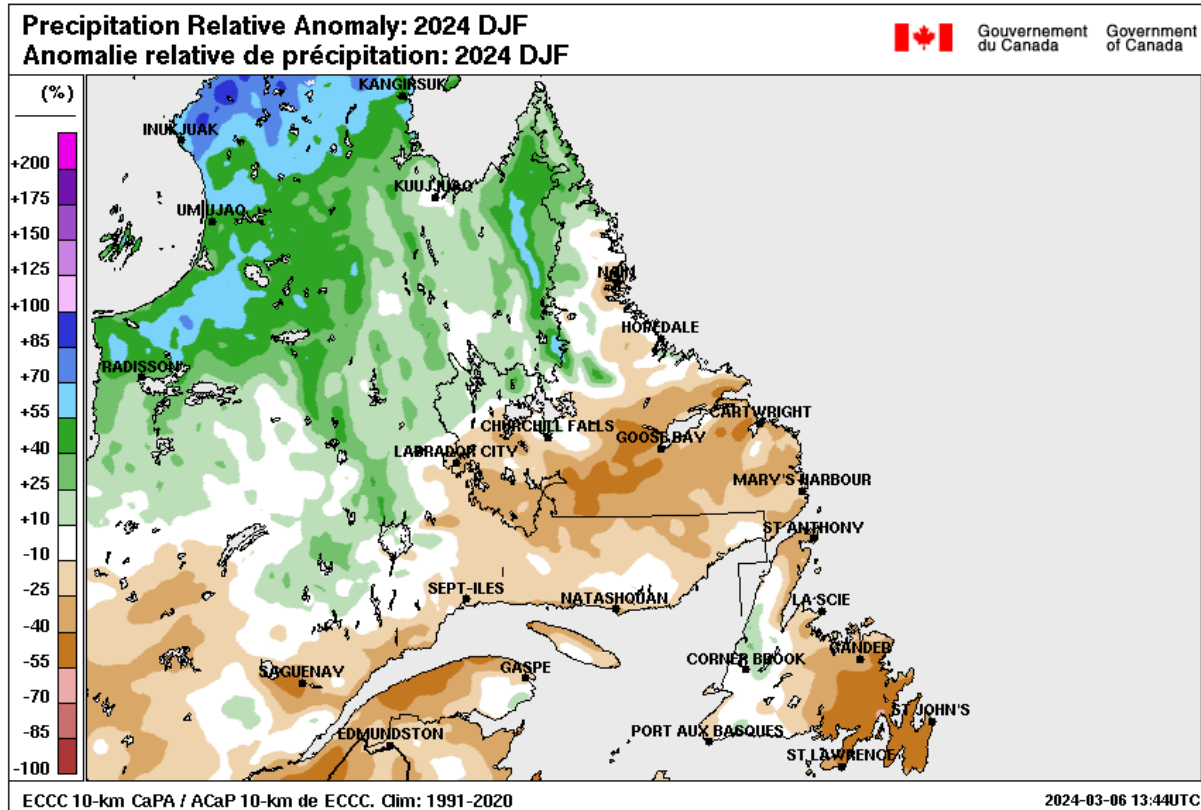 Precipitation Relative Anomaly: 2024 DJF
Anomalie relative de précipitation: 2024 DJF
Gouvernement du Canada
Government of Canada
(%)
+200
+175
+150
+125
+100
+85
+70
+55
+40
+25
+10
-10
-25
-40
-55
-70
-85
-100
KANGIRSUK
INUKJUAK
KUUJJUAQ
UMIUJAQ
NAIN
HOPEDALE
RADISSON
CARTWRIGHT
CHURCHILL FALLS
GOOSE BAY
LABRADOR CITY
MARY'S HARBOUR
ST ANTHONY
SEPT-ILES
NATASHQUAN
LA SCIE
GANDER
CORNER BROOK
GASPE
SAGUENAY
ST JOHN'S
PORT AUX BASQUES
EDMUNDSTON
ST LAWRENCE
ECCC 10-km CaPA / ACaP 10-km de ECCC. Clim: 1991-2020
2024-03-06 13:44UTC